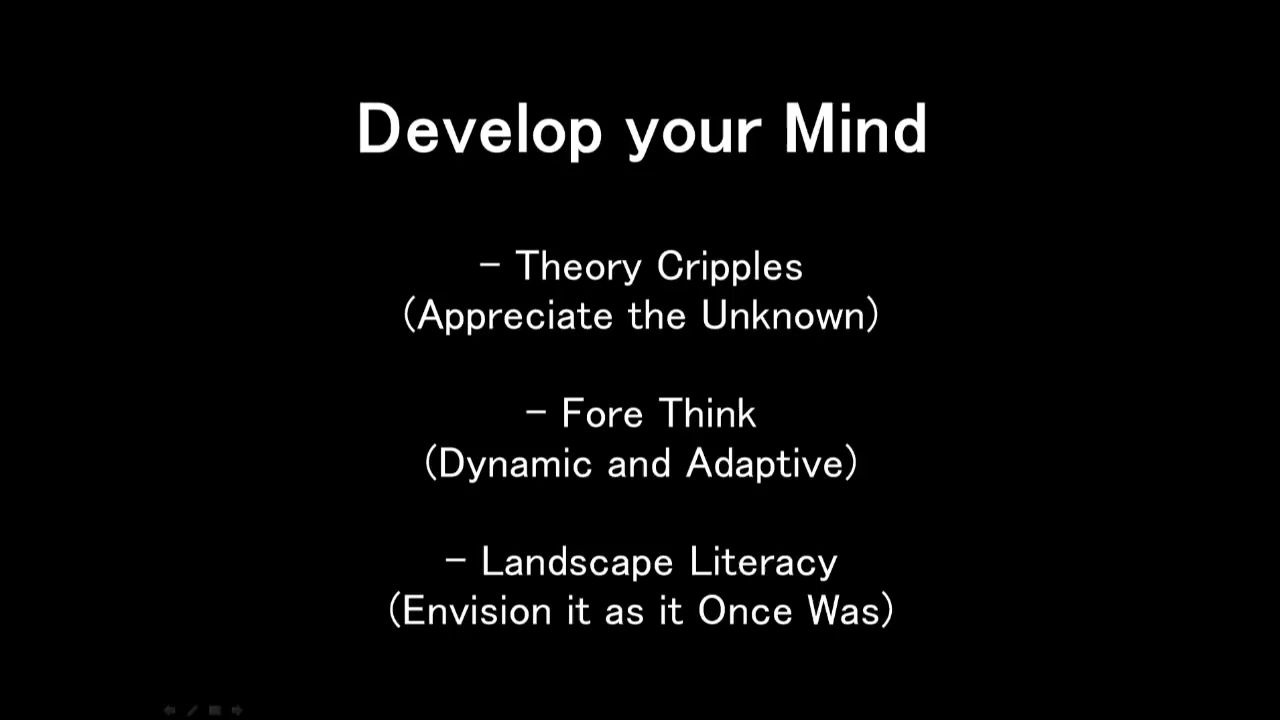 Develop your Mind
– Theory Cripples
(Appreciate the Unknown)
– Fore Think
(Dynamic and Adaptive)
– Landscape Literacy
(Envision it as it Once Was)